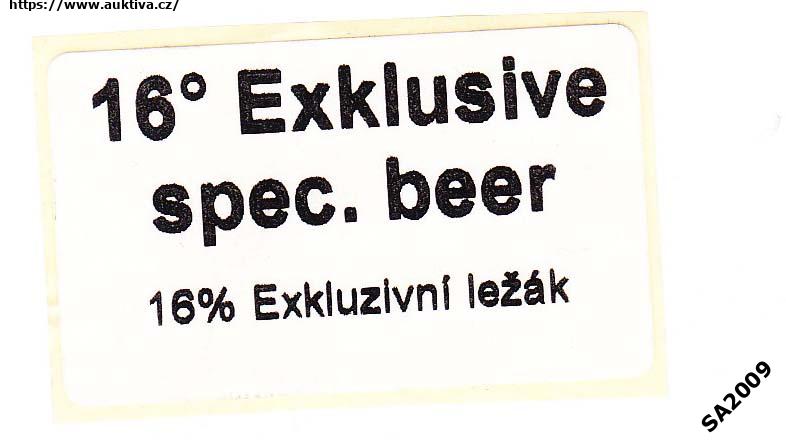 https://www.auktiva.cz/
16° Exklusive
spec. beer
16% Exkluzivní ležák
SA2009